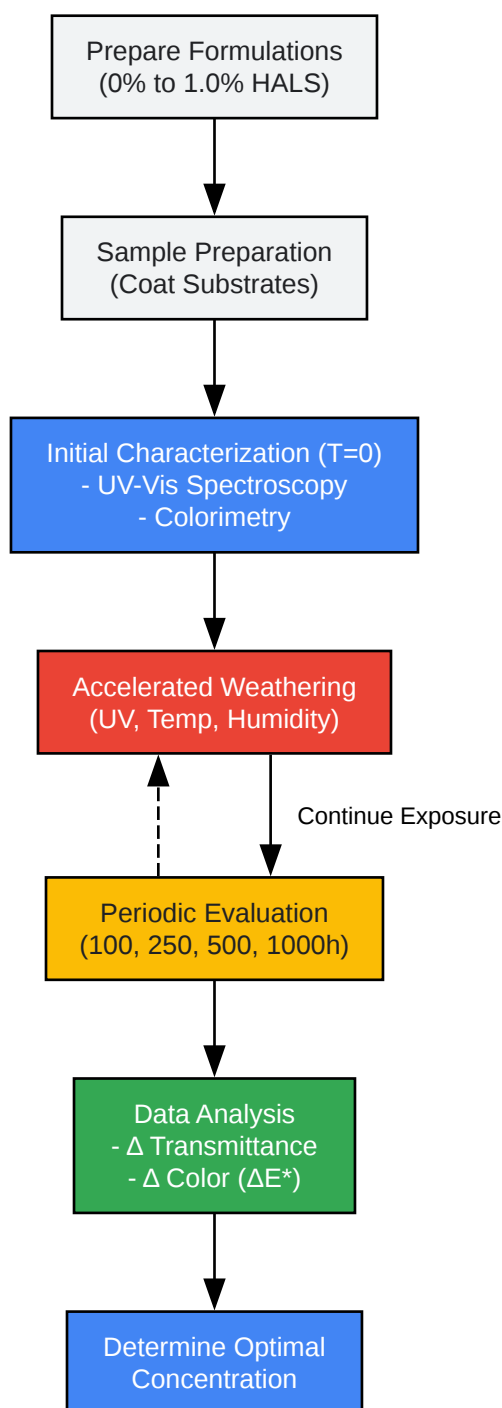 Prepare Formulations
(0% to 1.0% HALS)
Sample Preparation
(Coat Substrates)
Initial Characterization (T=0)
- UV-Vis Spectroscopy
- Colorimetry
Accelerated Weathering
(UV, Temp, Humidity)
Continue Exposure
Periodic Evaluation
(100, 250, 500, 1000h)
Data Analysis
- Δ Transmittance
- Δ Color (ΔE*)
Determine Optimal
Concentration